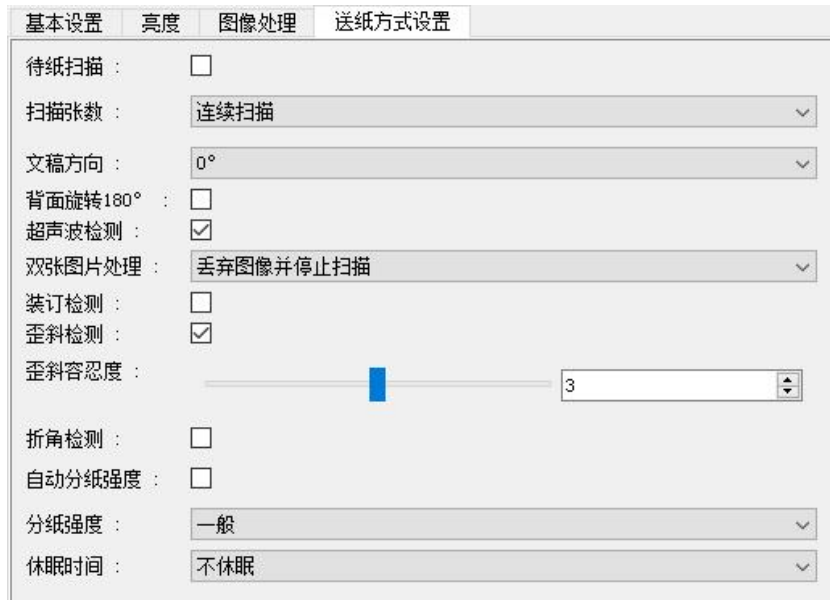 基本设置 亮度 图像处理 送纸方式设置
待纸扫描 :
扫描张数 : 连续扫描
文稿方向 : 0°
背面旋转180° :
超声波检测 :
双张图片处理 : 丢弃图像并停止扫描
装订检测 :
歪斜检测 :
歪斜容忍度 : 3
折角检测 :
自动分纸强度 :
分纸强度 : 一般
休眠时间 : 不休眠